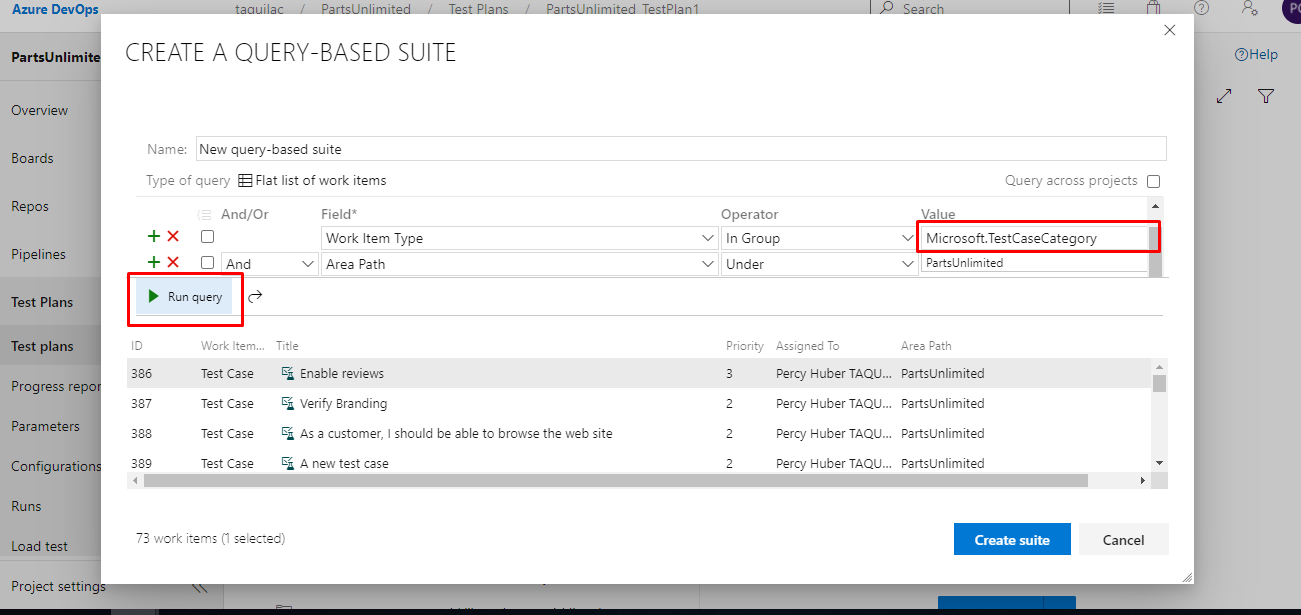 Azure DevOps taquilac / PartsUnlimited / Test Plans / PartsUnlimited_TestPlan1 Search
PartsUnlimite
Help
CREATE A QUERY-BASED SUITE
Overview
Boards
Repos
Pipelines
Test Plans
Test plans
Progress repor
Parameters
Configurations
Runs
Load test
Project settings
Name: New query-based suite
Type of query Flat list of work items Query across projects
And/Or Field* Operator Value
Work Item Type In Group Microsoft.TestCaseCategory
And Area Path Under PartsUnlimited
Run query
ID Work Item... Title Priority Assigned To Area Path
386 Test Case Enable reviews 3 Percy Huber TAQU... PartsUnlimited
387 Test Case Verify Branding 2 Percy Huber TAQU... PartsUnlimited
388 Test Case As a customer, I should be able to browse the web site 2 Percy Huber TAQU... PartsUnlimited
389 Test Case A new test case 2 Percy Huber TAQU... PartsUnlimited
73 work items (1 selected)
Create suite Cancel